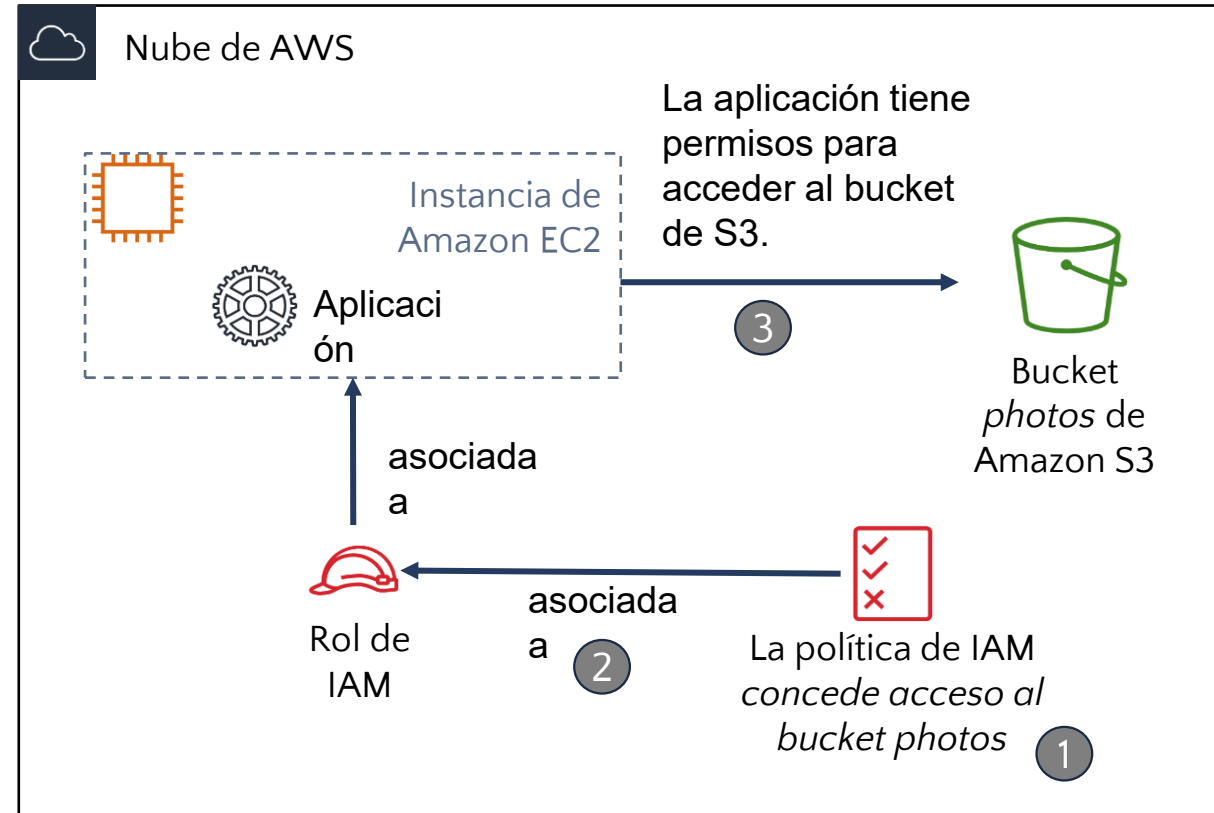 Nube de AWS
La aplicación tiene
permisos para
acceder al bucket
de S3.
Instancia de
Amazon EC2
Aplicaci
ón
3
Bucket
photos de
Amazon S3
asociada
a
Rol de
IAM
asociada
a
2
La política de IAM
concede acceso al
bucket photos
1